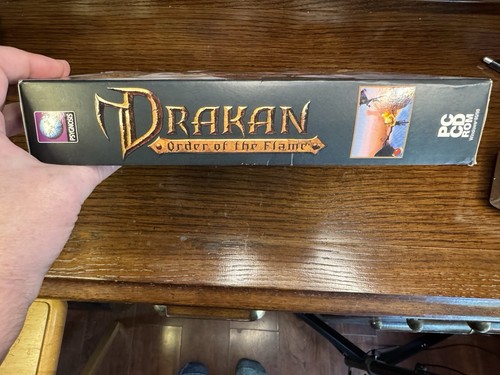 PSYGNOSIS
DRAKAN
Order of the Flame
PC
CD
ROM